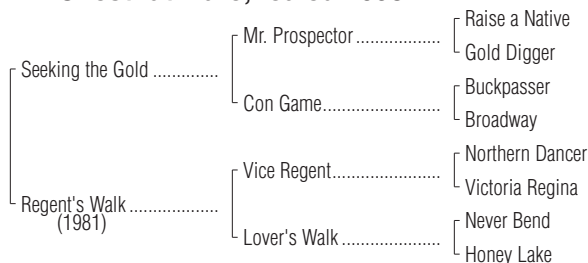 Raise a Native
Mr. Prospector ....................
Gold Digger
Seeking the Gold ...............
Buckpasser
Con Game...........................
Broadway
Northern Dancer
Vice Regent.........................
Victoria Regina
Regent's Walk ....................
(1981)
Never Bend
Lover's Walk ......................
Honey Lake